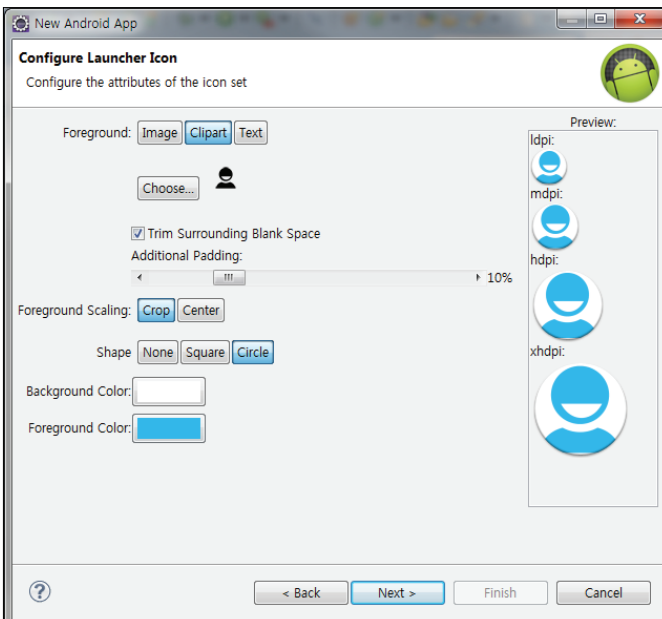 New Android App
Configure Launcher Icon
Configure the attributes of the icon set
Foreground: Image Clipart Text
Choose...
Trim Surrounding Blank Space
Additional Padding:
10%
Foreground Scaling: Crop Center
Shape None Square Circle
Background Color:
Foreground Color:
Preview:
ldpi:
mdpi:
hdpi:
xhdpi:
?
< Back Next > Finish Cancel